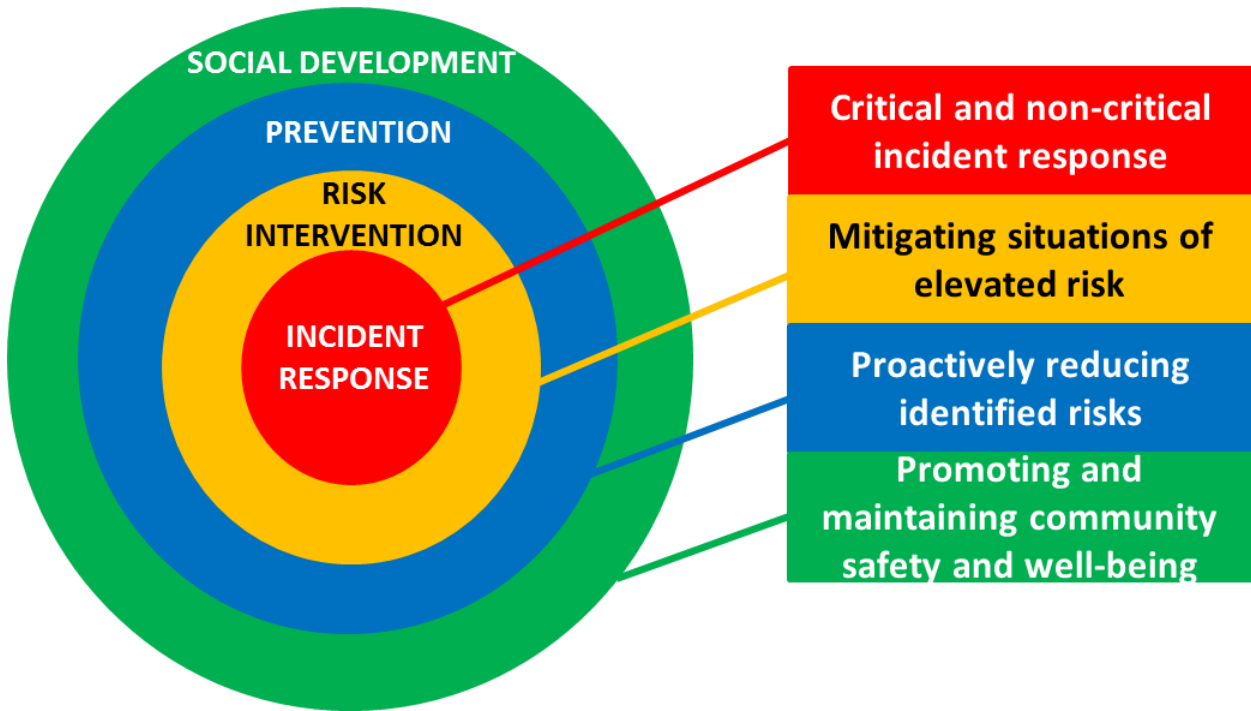 SOCIAL DEVELOPMENT
PREVENTION
RISK
INTERVENTION
INCIDENT
RESPONSE
Critical and non-critical
incident response
Mitigating situations of
elevated risk
Proactively reducing
identified risks
Promoting and
maintaining community
safety and well-being